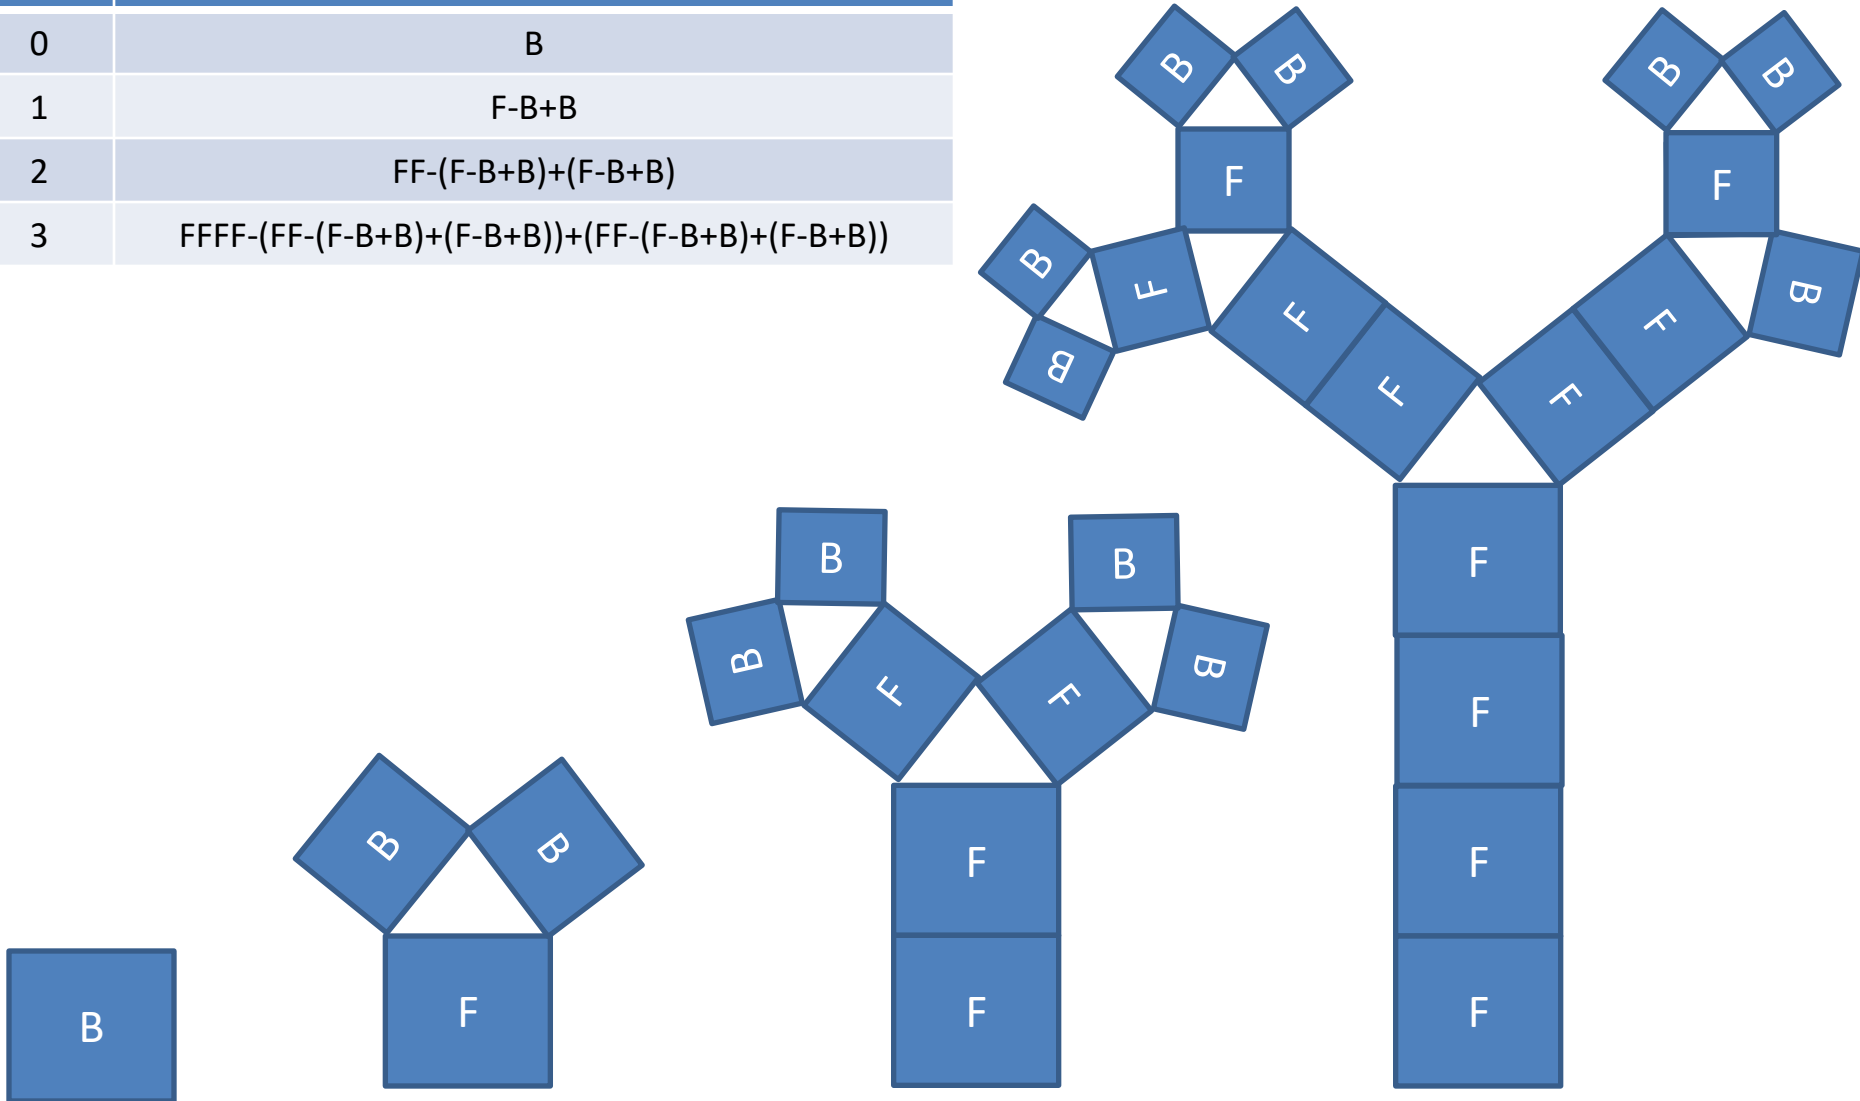 0 B
1 F-B+B
2 FF-(F-B+B)+(F-B+B)
3 FFFF-(FF-(F-B+B)+(F-B+B))+(FF-(F-B+B)+(F-B+B))
B B B B
F F
B F F F F B
B F F
B B F
B B
F F F
B B F F
B F F F